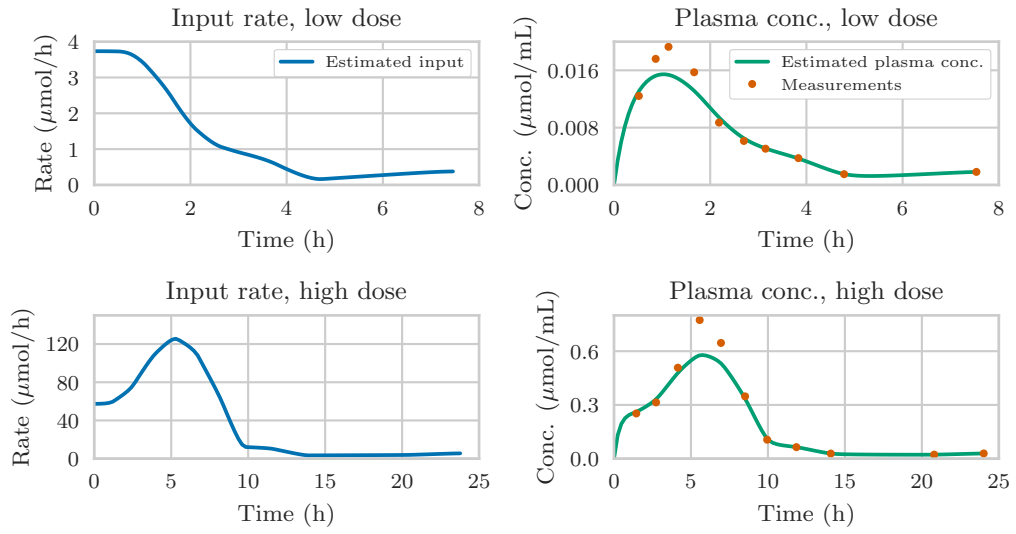 Input rate, low dose
Rate (μmol/h)
4
3
2
1
0
Estimated input
0 2 4 6 8
Time (h)
Plasma conc., low dose
Conc. (μmol/mL)
0.016
0.008
0.000
Estimated plasma conc.
Measurements
0 2 4 6 8
Time (h)
Input rate, high dose
Rate (μmol/h)
120
80
40
0
0 5 10 15 20 25
Time (h)
Plasma conc., high dose
Conc. (μmol/mL)
0.6
0.3
0.0
0 5 10 15 20 25
Time (h)